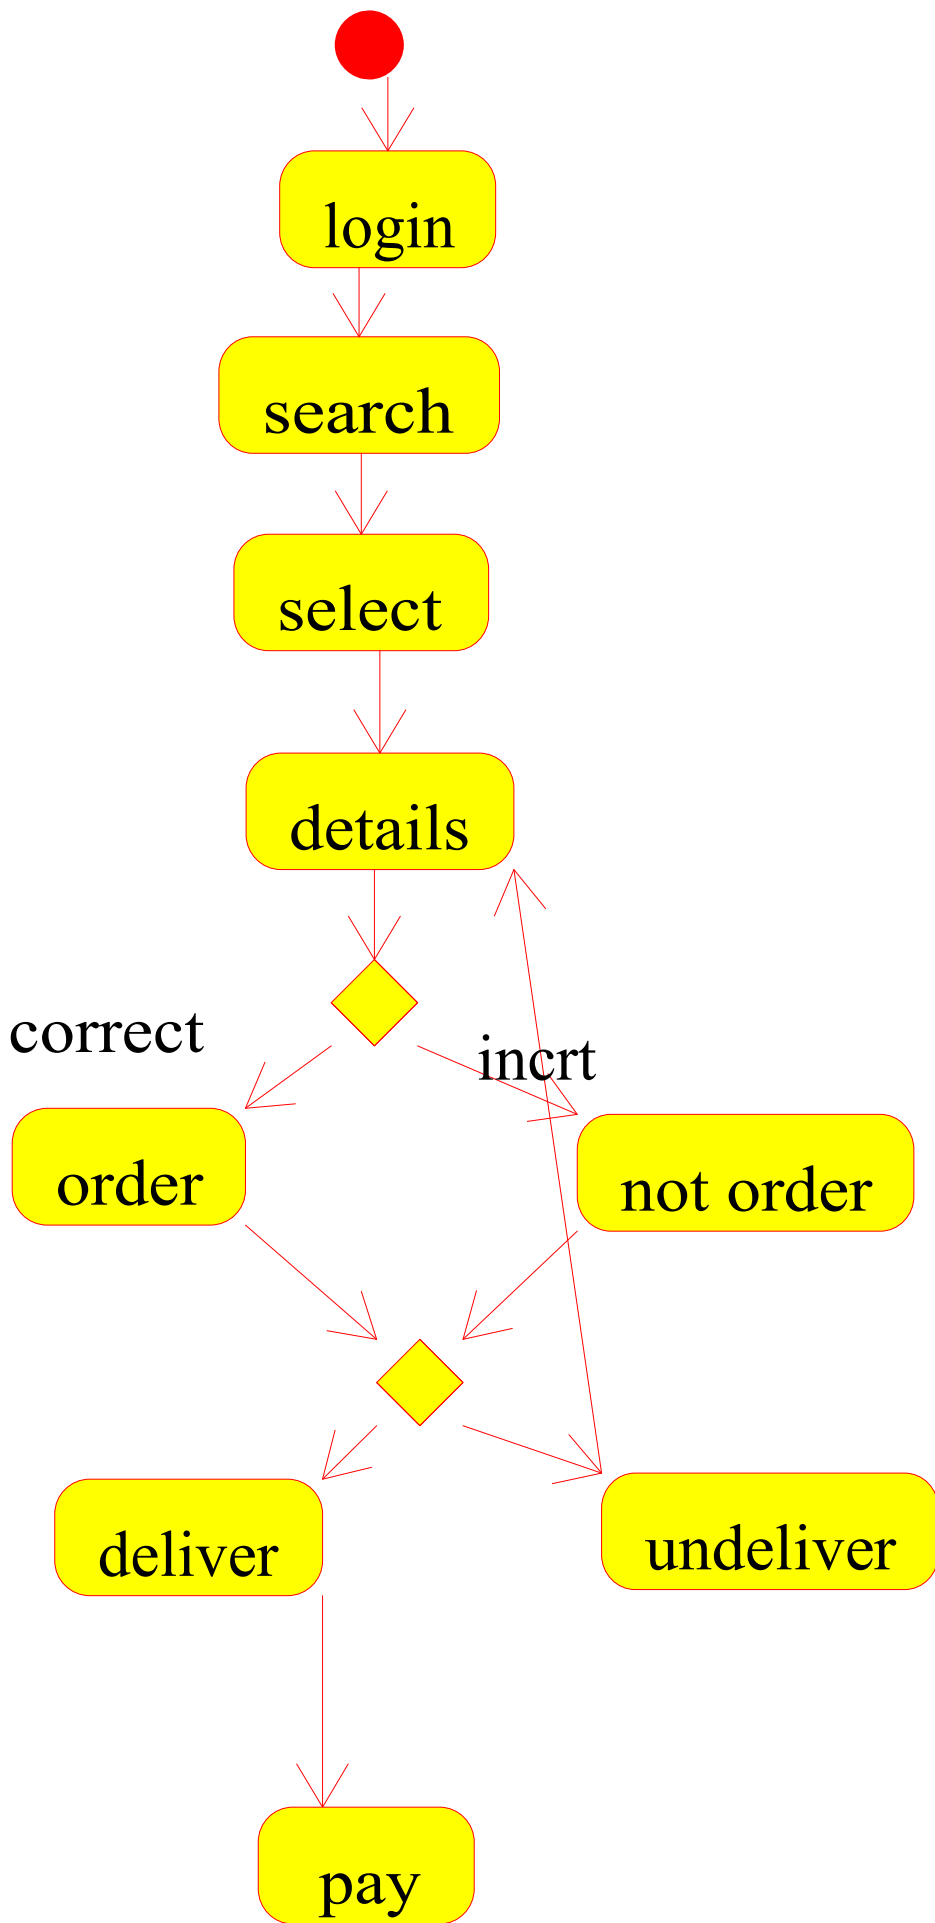 login
search
select
details
correct
incrt
order
not order
deliver
undeliver
pay